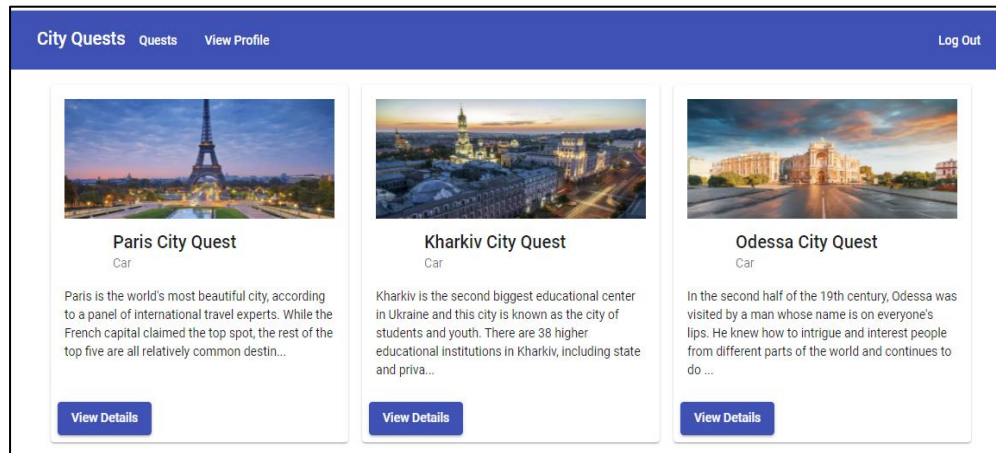 City Quests Quests View Profile Log Out
Paris City Quest
Car
Paris is the world's most beautiful city, according
to a panel of international travel experts. While the
French capital claimed the top spot, the rest of the
top five are all relatively common destin...
View Details
Kharkiv City Quest
Car
Kharkiv is the second biggest educational center
in Ukraine and this city is known as the city of
students and youth. There are 38 higher
educational institutions in Kharkiv, including state
and priva...
View Details
Odessa City Quest
Car
In the second half of the 19th century, Odessa was
visited by a man whose name is on everyone's
lips. He knew how to intrigue and interest people
from different parts of the world and continues to
do ...
View Details